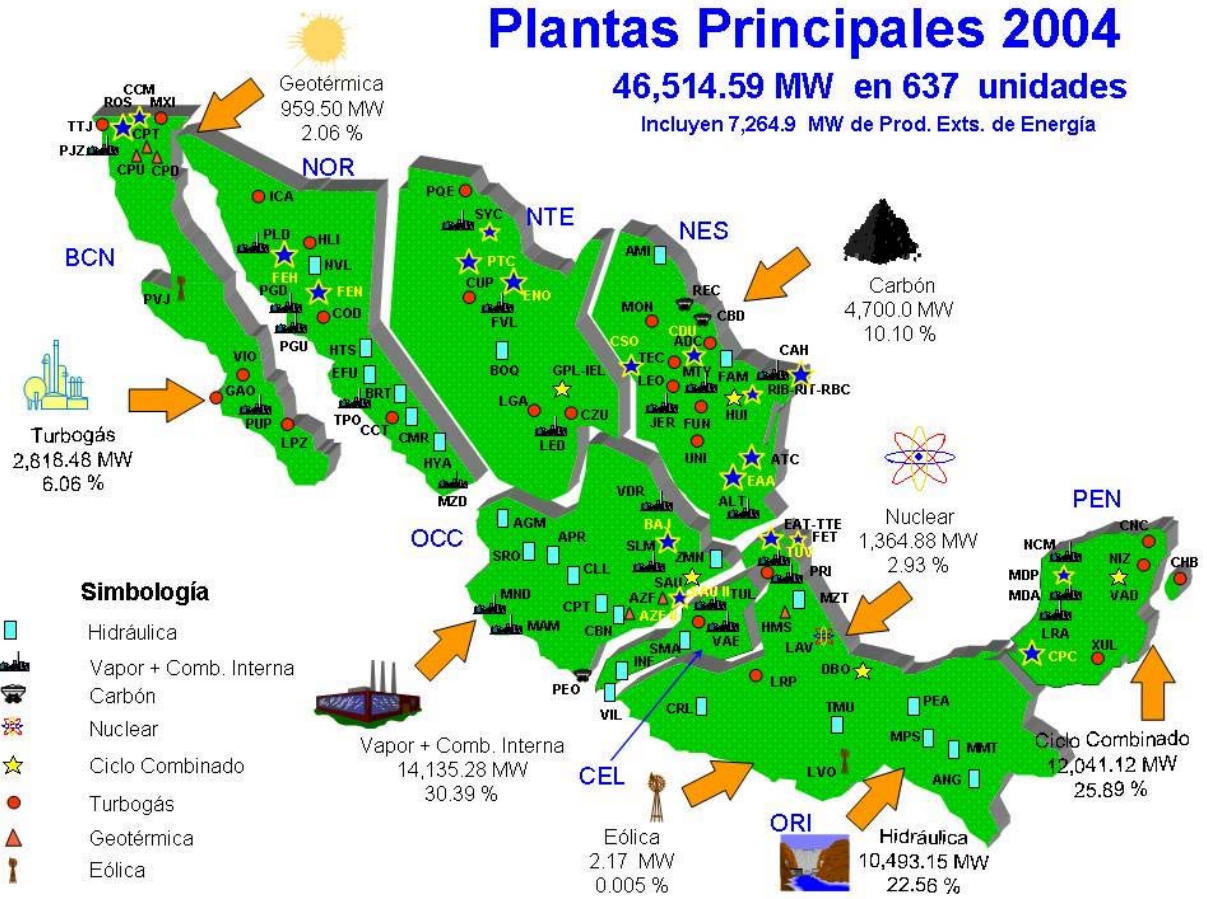 Plantas Principales 2004
46,514.59 MW en 637 unidades
Incluyen 7,264.9 MW de Prod. Exts. de Energía
Geotérmica
959.50 MW
2.06 %
CCM
ROS
MXI
TTJ
CPT
PJZ
CPU
CPD
BCN
PVJ
VIO
GAO
PUP
LPZ
Turbogás
2,818.48 MW
6.06 %
NOR
ICA
PLD
HLI
FEH
NVL
PGD
FEN
COD
PGU
HTS
EFU
BRT
TPO
CCT
CMR
HYA
MZD
NTE
PQE
SYC
PTC
CUP
ENO
FVL
BOQ
GPL-IEL
LGA
CZU
LED
NES
AMI
REC
MON
CBD
CDU
ADC
CSO
TEC
MTY
FAM
CAH
RIB-RIT-RBC
LEO
HUI
JER
FUN
UNI
ATC
EAA
ALT
Carbón
4,700.0 MW
10.10 %
Nuclear
1,364.88 MW
2.93 %
OCC
VDR
AGM
BAJ
APR
SRO
SLM
ZMN
CLL
SAU
SAU II
MND
AZF
TUL
CPT
AZF II
MAM
CBN
VAE
SMA
INF
PEO
VIL
EAT-TTE
TUV
FET
PRI
MZT
HMS
LAV
DBO
LRP
CRL
TMU
PEA
MPS
MMT
LVO
ANG
CEL
ORI
PEN
CNC
NCM
NIZ
CHB
MDP
MDA
VAD
LRA
CPC
XUL
Simbología
Hidráulica
Vapor + Comb. Interna
Carbón
Nuclear
Ciclo Combinado
Turbogás
Geotérmica
Eólica
Vapor + Comb. Interna
14,135.28 MW
30.39 %
Eólica
2.17 MW
0.005 %
Hidráulica
10,493.15 MW
22.56 %
Ciclo Combinado
12,041.12 MW
25.89 %